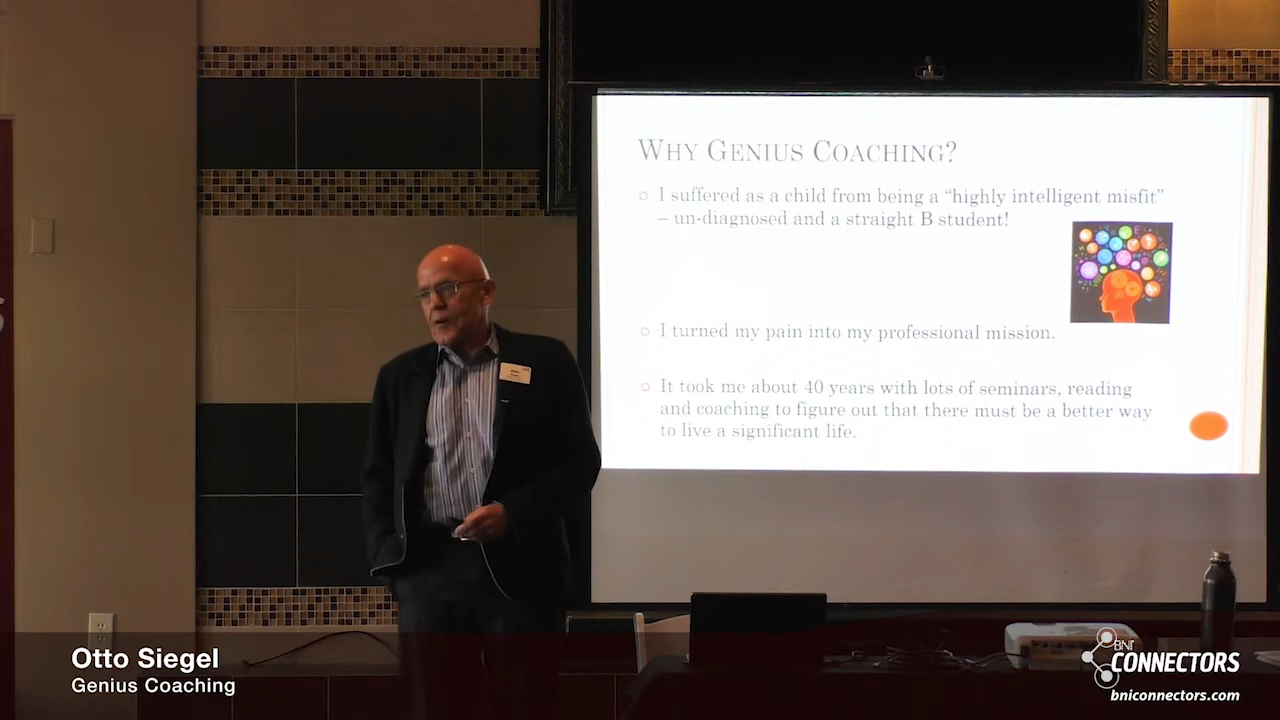 WHY GENIUS COACHING?
I suffered as a child from being a “highly intelligent misfit”
– un-diagnosed and a straight B student!
I turned my pain into my professional mission.
It took me about 40 years with lots of seminars, reading
and coaching to figure out that there must be a better way
to live a significant life.
Otto Siegel
Genius Coaching
BNI
CONNECTORS
bniconnectors.com